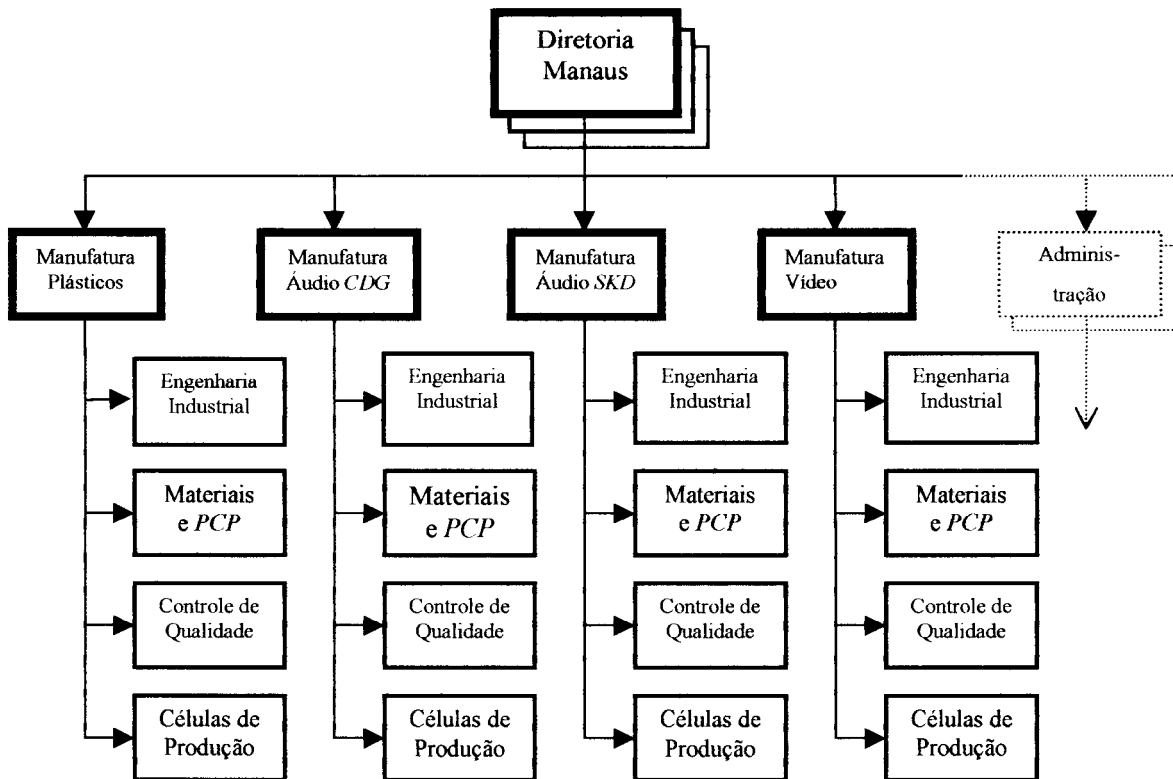 Diretoria
Manaus
Manufatura
Plásticos
Manufatura
Áudio CDG
Manufatura
Áudio SKD
Manufatura
Vídeo
Adminis-
tração
Engenharia
Industrial
Engenharia
Industrial
Engenharia
Industrial
Engenharia
Industrial
Materiais
e PCP
Materiais
e PCP
Materiais
e PCP
Materiais
e PCP
Controle de
Qualidade
Controle de
Qualidade
Controle de
Qualidade
Controle de
Qualidade
Células de
Produção
Células de
Produção
Células de
Produção
Células de
Produção